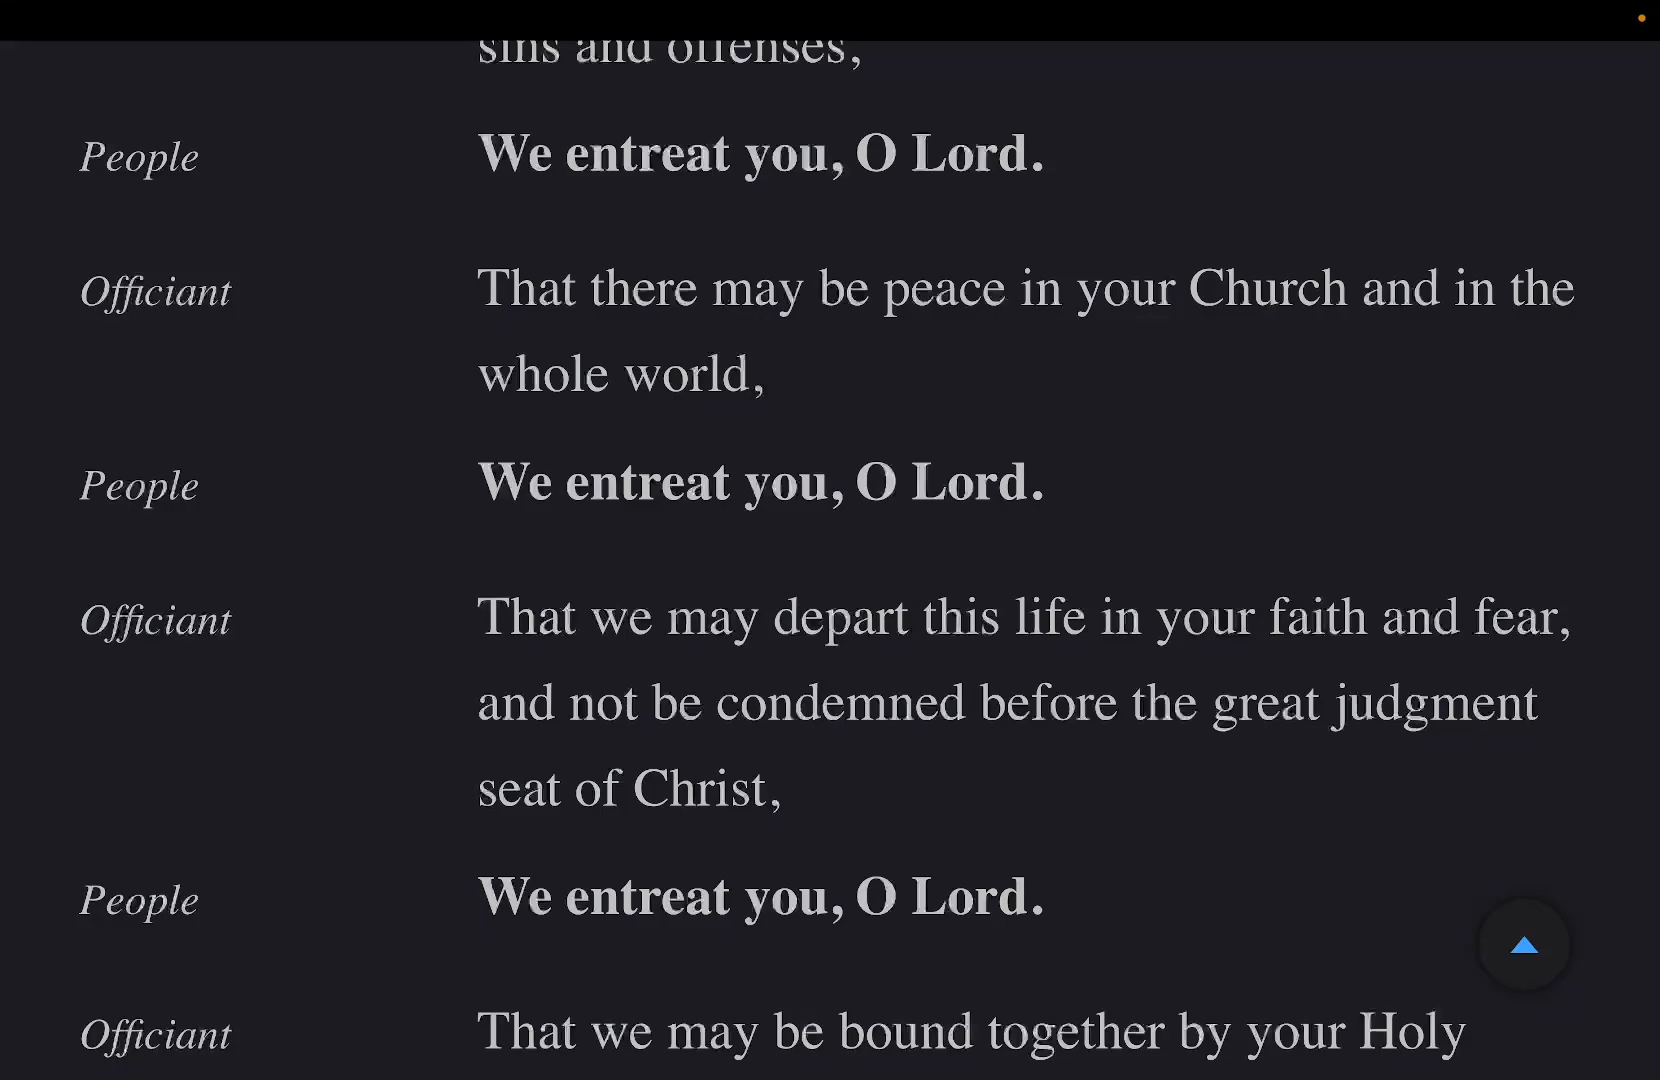 sins and offenses,
People We entreat you, O Lord.
Officiant That there may be peace in your Church and in the
whole world,
People We entreat you, O Lord.
Officiant That we may depart this life in your faith and fear,
and not be condemned before the great judgment
seat of Christ,
People We entreat you, O Lord.
Officiant That we may be bound together by your Holy